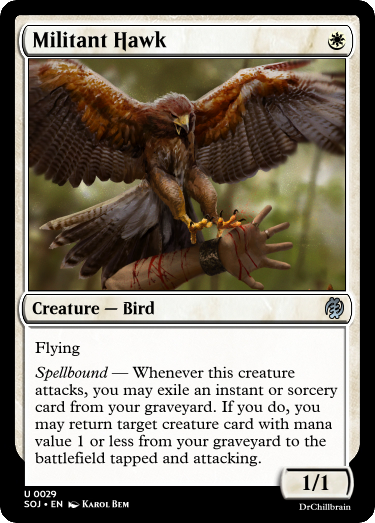 Militant Hawk
Creature — Bird
Flying
Spellbound — Whenever this creature
attacks, you may exile an instant or sorcery
card from your graveyard. If you do, you
may return target creature card with mana
value 1 or less from your graveyard to the
battlefield tapped and attacking.
1/1
U 0029
SOJ • EN Karol Bem
DrChillbrain